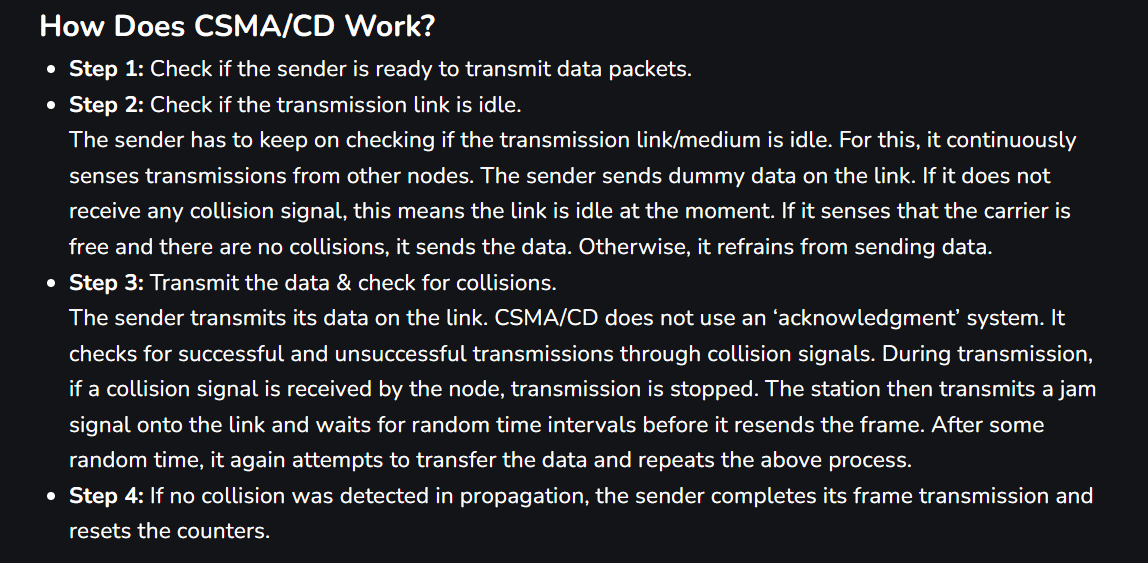 How Does CSMA/CD Work?
• Step 1: Check if the sender is ready to transmit data packets.
• Step 2: Check if the transmission link is idle.
The sender has to keep on checking if the transmission link/medium is idle. For this, it continuously
senses transmissions from other nodes. The sender sends dummy data on the link. If it does not
receive any collision signal, this means the link is idle at the moment. If it senses that the carrier is
free and there are no collisions, it sends the data. Otherwise, it refrains from sending data.
• Step 3: Transmit the data & check for collisions.
The sender transmits its data on the link. CSMA/CD does not use an ‘acknowledgment’ system. It
checks for successful and unsuccessful transmissions through collision signals. During transmission,
if a collision signal is received by the node, transmission is stopped. The station then transmits a jam
signal onto the link and waits for random time intervals before it resends the frame. After some
random time, it again attempts to transfer the data and repeats the above process.
• Step 4: If no collision was detected in propagation, the sender completes its frame transmission and
resets the counters.